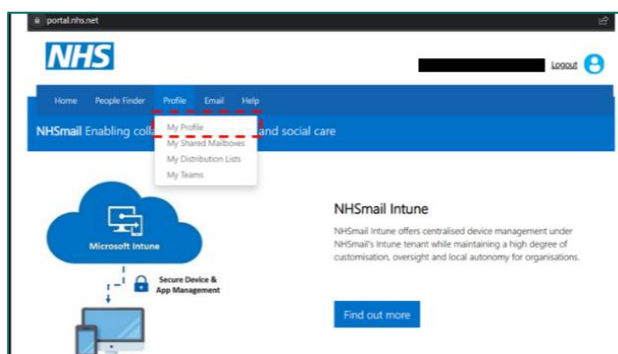 portal.nhs.net
NHS
Logout
Home People Finder Profile Email Help
My Profile
NHSmail Enabling colla and social care
My Shared Mailboxes
My Distribution Lists
My Teams
Microsoft Intune
Secure Device &
App Management
NHSmail Intune
NHSmail Intune offers centralised device management under
NHSmail's Intune tenant while maintaining a high degree of
customisation, oversight and local autonomy for organisations.
Find out more